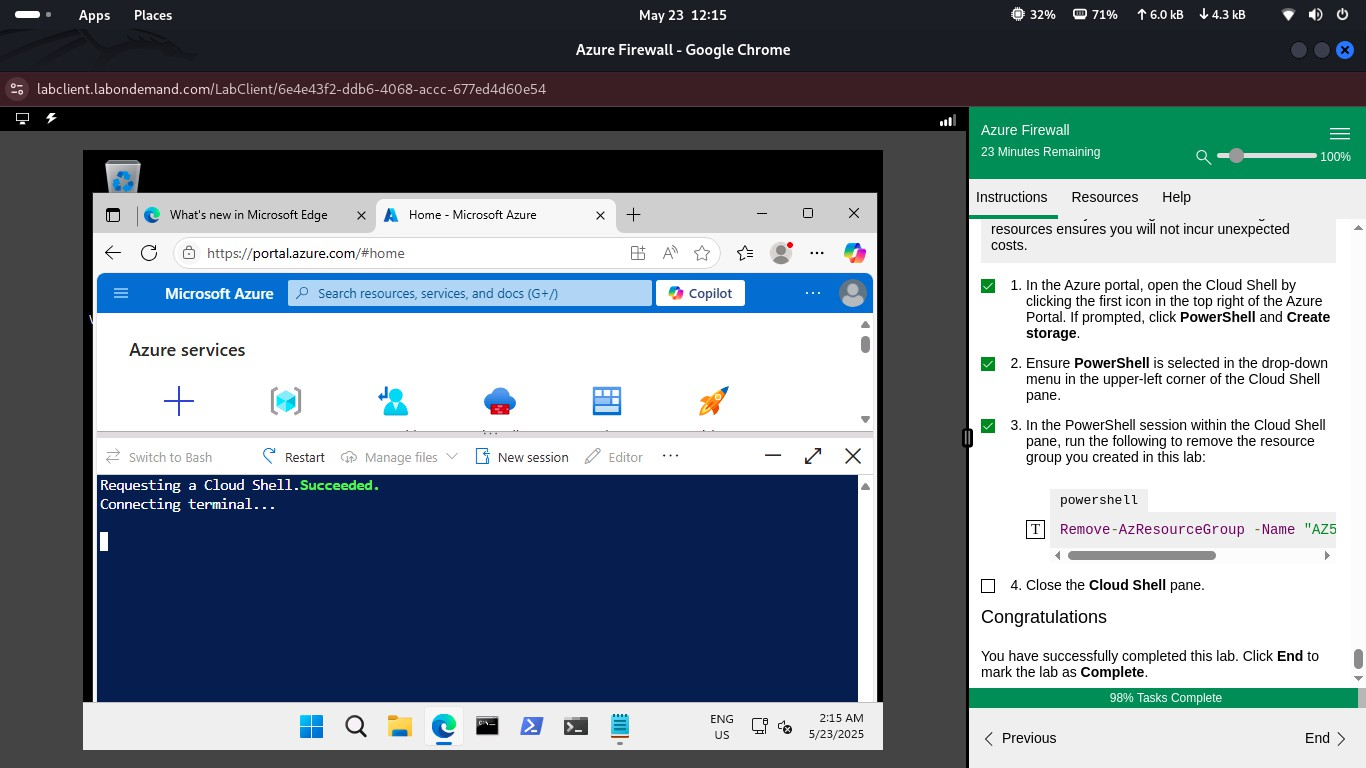 Apps Places May 23 12:15 32% 71% 6.0 kB 4.3 kB
Azure Firewall - Google Chrome
labclient.labondemand.com/LabClient/6e4e43f2-ddb6-4068-accc-677ed4d60e54
What's new in Microsoft Edge Home - Microsoft Azure
https://portal.azure.com/#home
Microsoft Azure Search resources, services, and docs (G+/) Copilot
Azure services
Switch to Bash Restart Manage files New session Editor
Requesting a Cloud Shell.Succeeded.
Connecting terminal...
ENG
US
2:15 AM
5/23/2025
Azure Firewall
23 Minutes Remaining
100%
Instructions Resources Help
resources ensures you will not incur unexpected
costs.
1. In the Azure portal, open the Cloud Shell by
clicking the first icon in the top right of the Azure
Portal. If prompted, click PowerShell and Create
storage.
2. Ensure PowerShell is selected in the drop-down
menu in the upper-left corner of the Cloud Shell
pane.
3. In the PowerShell session within the Cloud Shell
pane, run the following to remove the resource
group you created in this lab:
powershell
T Remove-AzResourceGroup -Name "AZ5
4. Close the Cloud Shell pane.
Congratulations
You have successfully completed this lab. Click End to
mark the lab as Complete.
98% Tasks Complete
Previous End